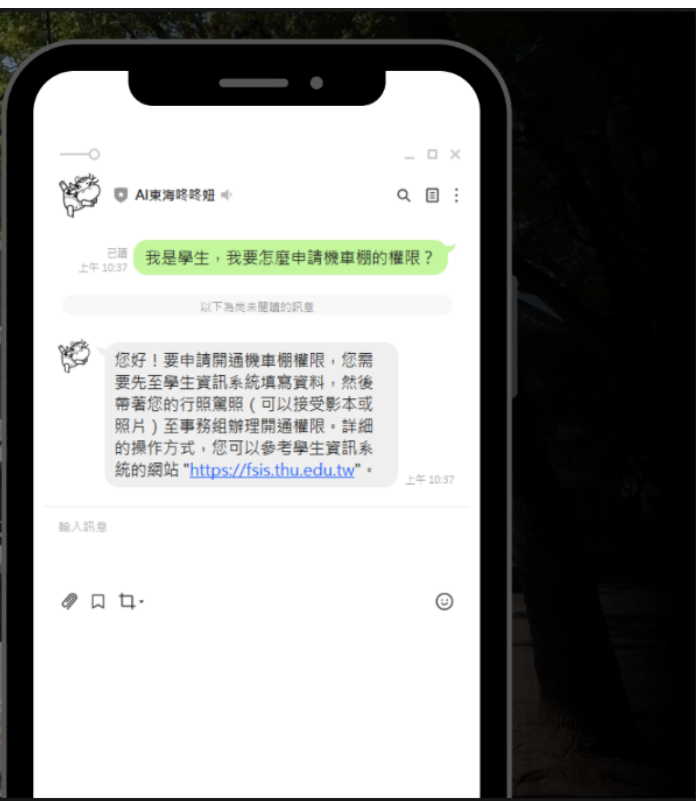 AI東海咚咚妞
已讀
上午 10:37
我是學生，我要怎麼申請機車棚的權限？
以下為尚未閱讀的訊息
您好！要申請開通機車棚權限，您需
要先至學生資訊系統填寫資料，然後
帶著您的行照駕照（可以接受影本或
照片）至事務組辦理開通權限。詳細
的操作方式，您可以參考學生資訊系
統的網站 "https://fsis.thu.edu.tw"。
上午 10:37
輸入訊息